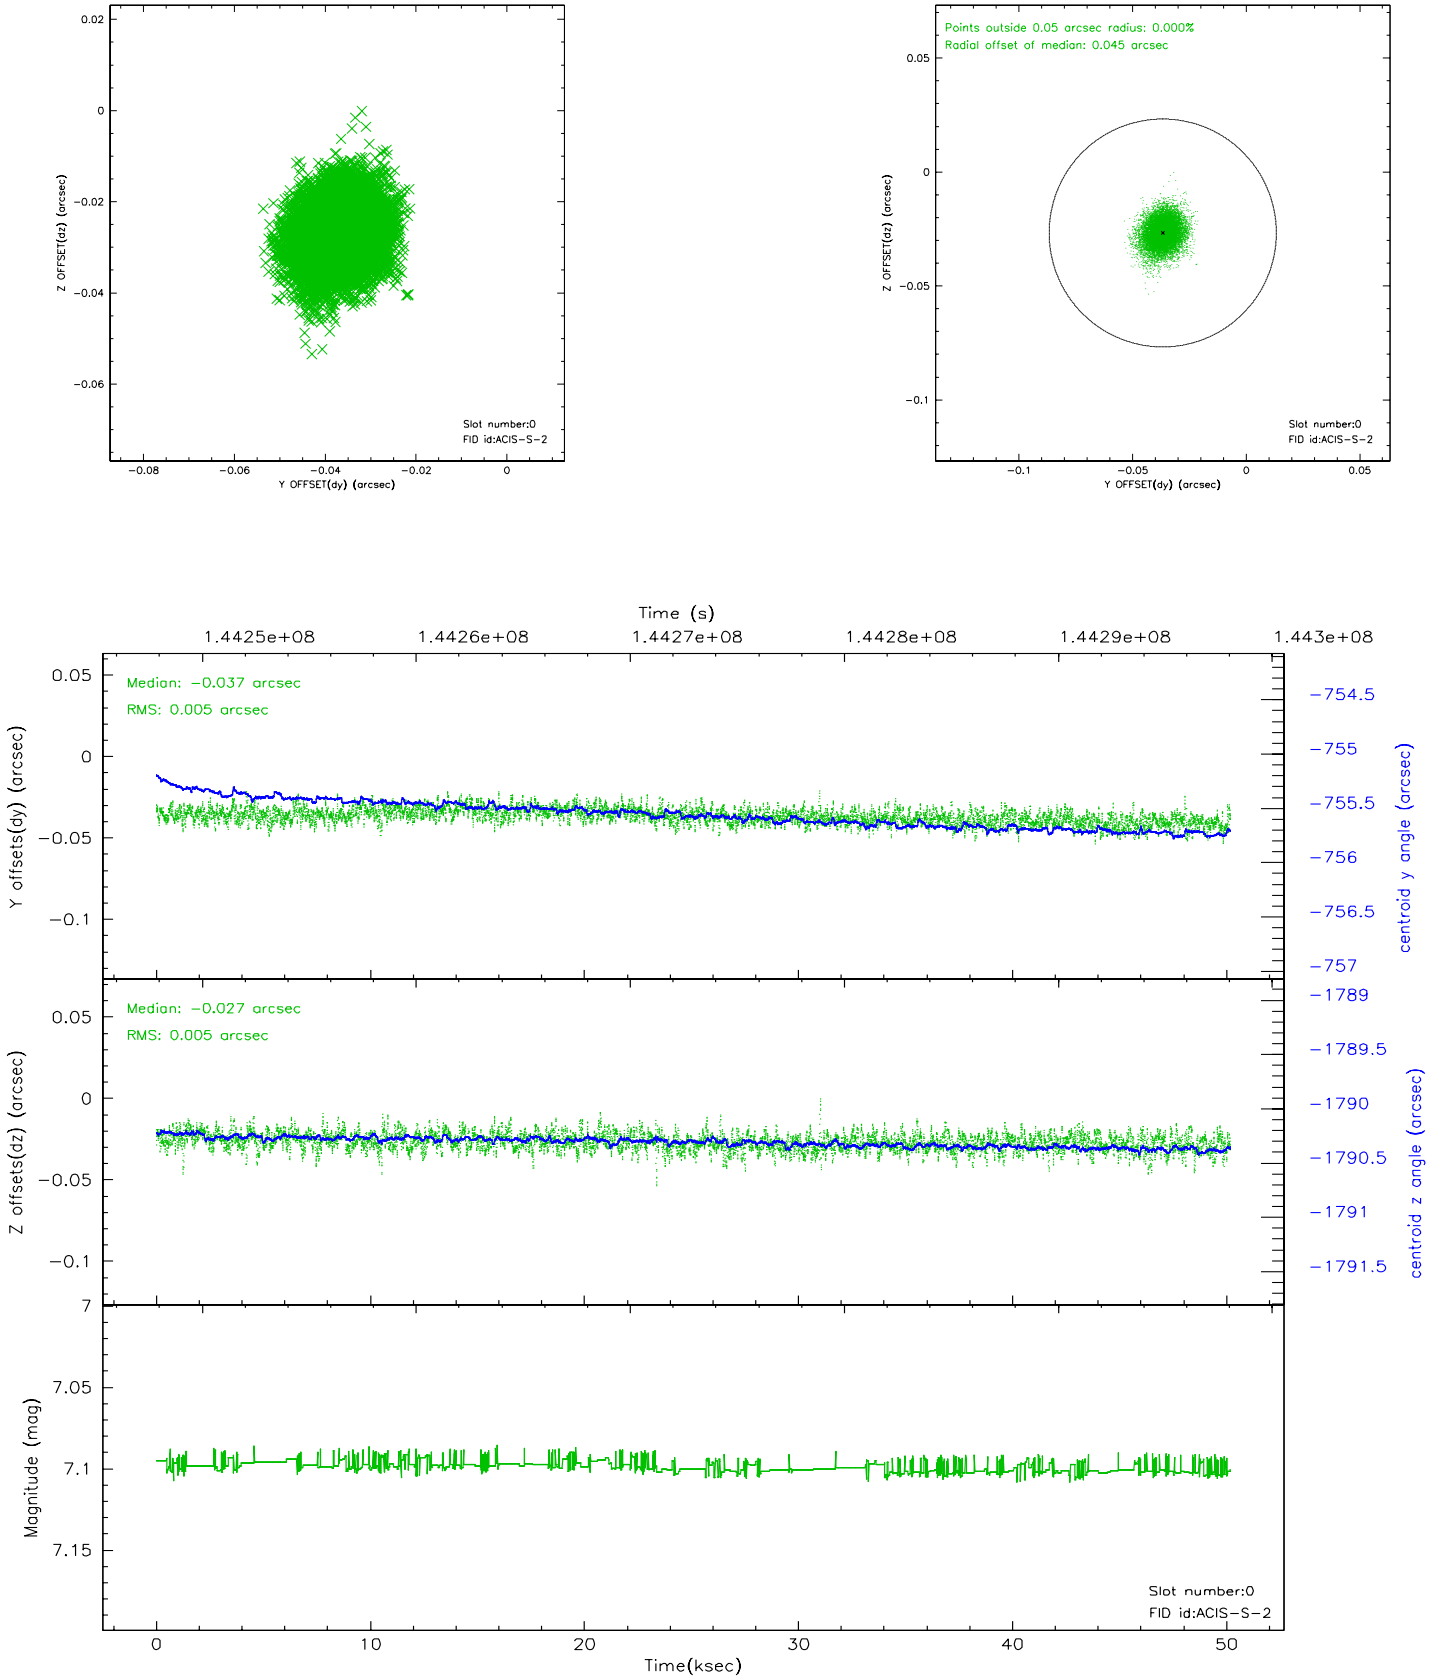 0.02
0
−0.02
−0.04
−0.06
Z OFFSET(dz) (arcsec)
Slot number:0
FID id:ACIS−S−2
−0.08
−0.06
−0.04
−0.02
0
Y OFFSET(dy) (arcsec)
Points outside 0.05 arcsec radius: 0.000%
Radial offset of median: 0.045 arcsec
0.05
0
−0.05
−0.1
Z OFFSET(dz) (arcsec)
Slot number:0
FID id:ACIS−S−2
−0.1
−0.05
0
0.05
Y OFFSET(dy) (arcsec)
Time (s)
1.4425e+08
1.4426e+08
1.4427e+08
1.4428e+08
1.4429e+08
1.443e+08
Median: −0.037 arcsec
RMS: 0.005 arcsec
0.05
0
−0.05
−0.1
Y offsets(dy) (arcsec)
−754.5
−755
−755.5
−756
−756.5
−757
centroid y angle (arcsec)
Median: −0.027 arcsec
RMS: 0.005 arcsec
0.05
0
−0.05
−0.1
Z offsets(dz) (arcsec)
−1789
−1789.5
−1790
−1790.5
−1791
−1791.5
centroid z angle (arcsec)
7
7.05
7.1
7.15
Magnitude (mag)
Slot number:0
FID id:ACIS−S−2
0
10
20
30
40
50
Time(ksec)